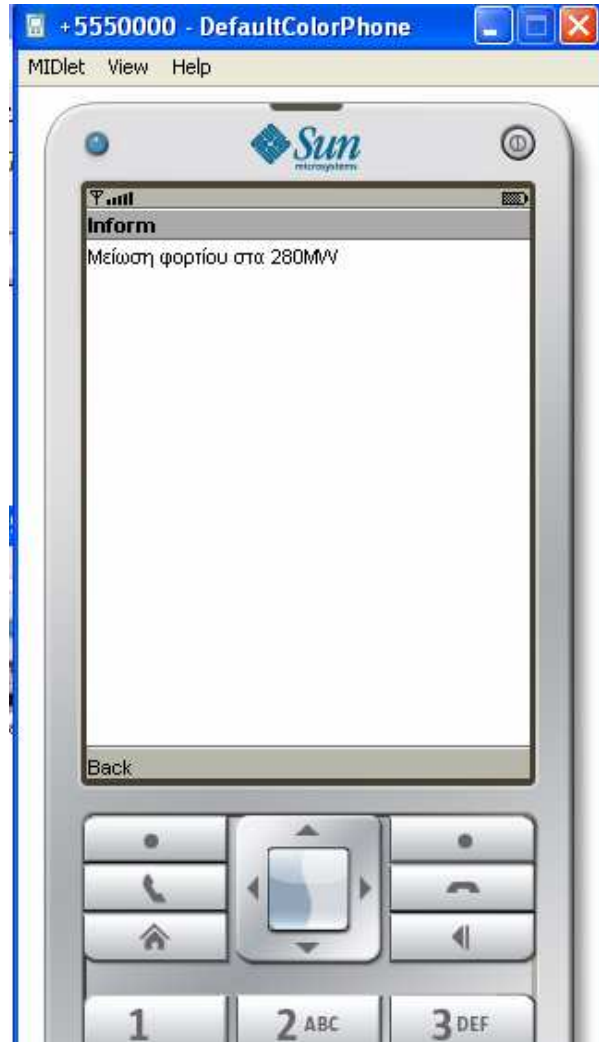 +5550000 - DefaultColorPhone
MIDlet View Help
Sun
microsystems
Inform
Μείωση φορτίου στα 280MW
Back
1 2 ABC 3 DEF